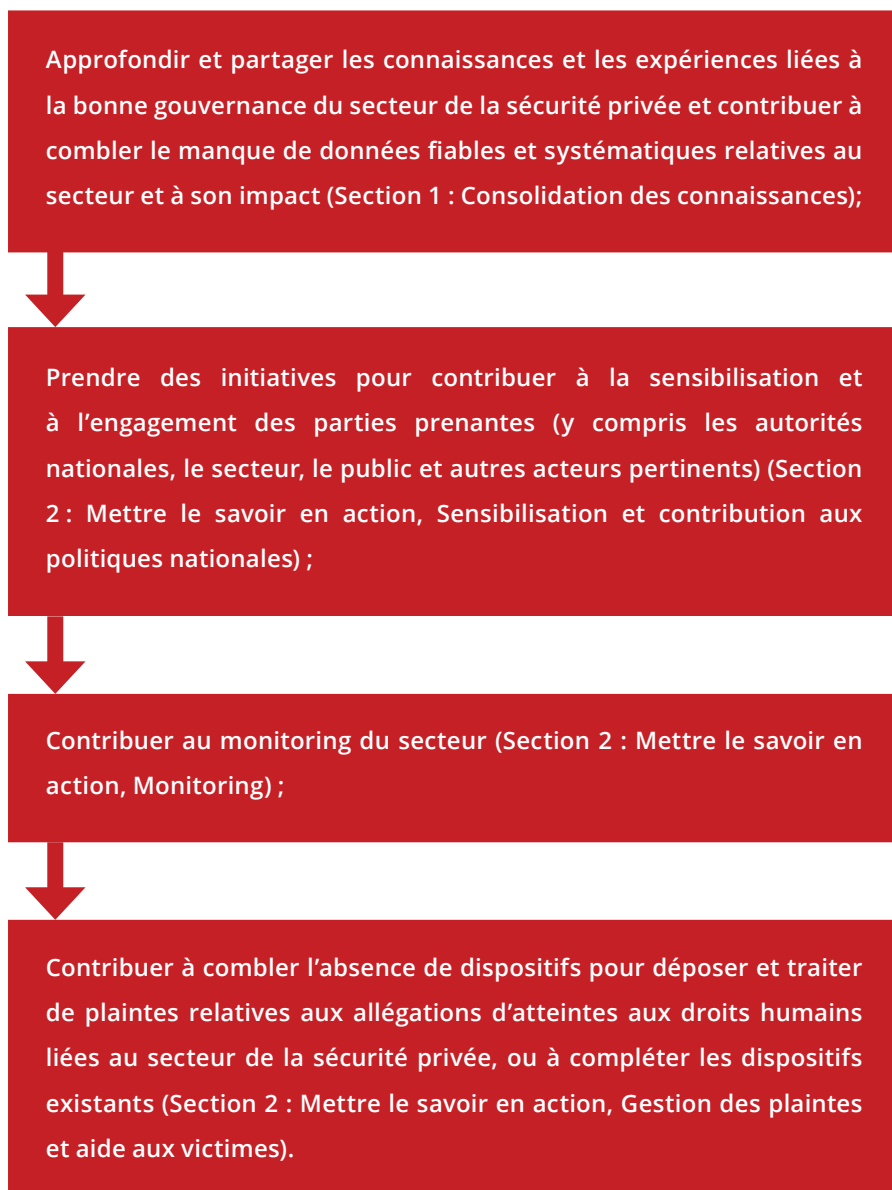 Approfondir et partager les connaissances et les expériences liées à
la bonne gouvernance du secteur de la sécurité privée et contribuer à
combler le manque de données fiables et systématiques relatives au
secteur et à son impact (Section 1 : Consolidation des connaissances);
Prendre des initiatives pour contribuer à la sensibilisation et
à l’engagement des parties prenantes (y compris les autorités
nationales, le secteur, le public et autres acteurs pertinents) (Section
2 : Mettre le savoir en action, Sensibilisation et contribution aux
politiques nationales) ;
Contribuer au monitoring du secteur (Section 2 : Mettre le savoir en
action, Monitoring) ;
Contribuer à combler l’absence de dispositifs pour déposer et traiter
de plaintes relatives aux allégations d’atteintes aux droits humains
liées au secteur de la sécurité privée, ou à compléter les dispositifs
existants (Section 2 : Mettre le savoir en action, Gestion des plaintes
et aide aux victimes).